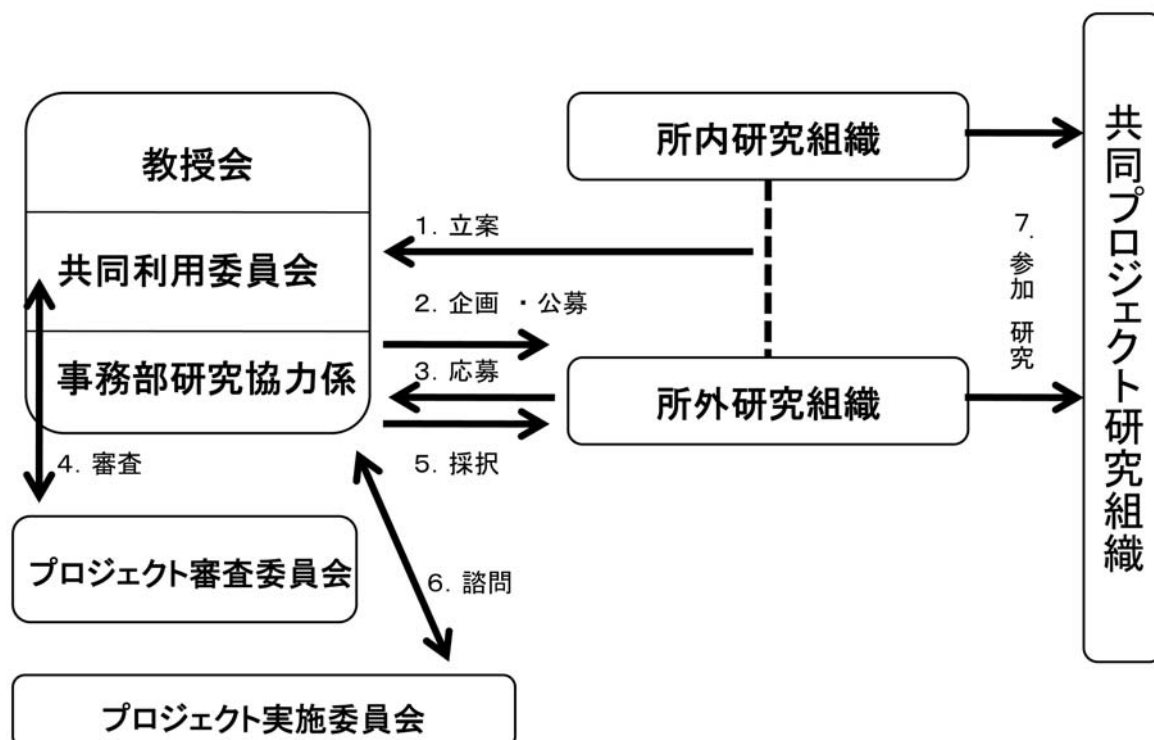 教授会
共同利用委員会
事務部研究協力係
4. 審査
プロジェクト審査委員会
プロジェクト実施委員会
1. 立案
2. 企画 ・公募
3. 応募
5. 採択
6. 諮問
所内研究組織
所外研究組織
7. 参加 研究
共同プロジェクト研究組織